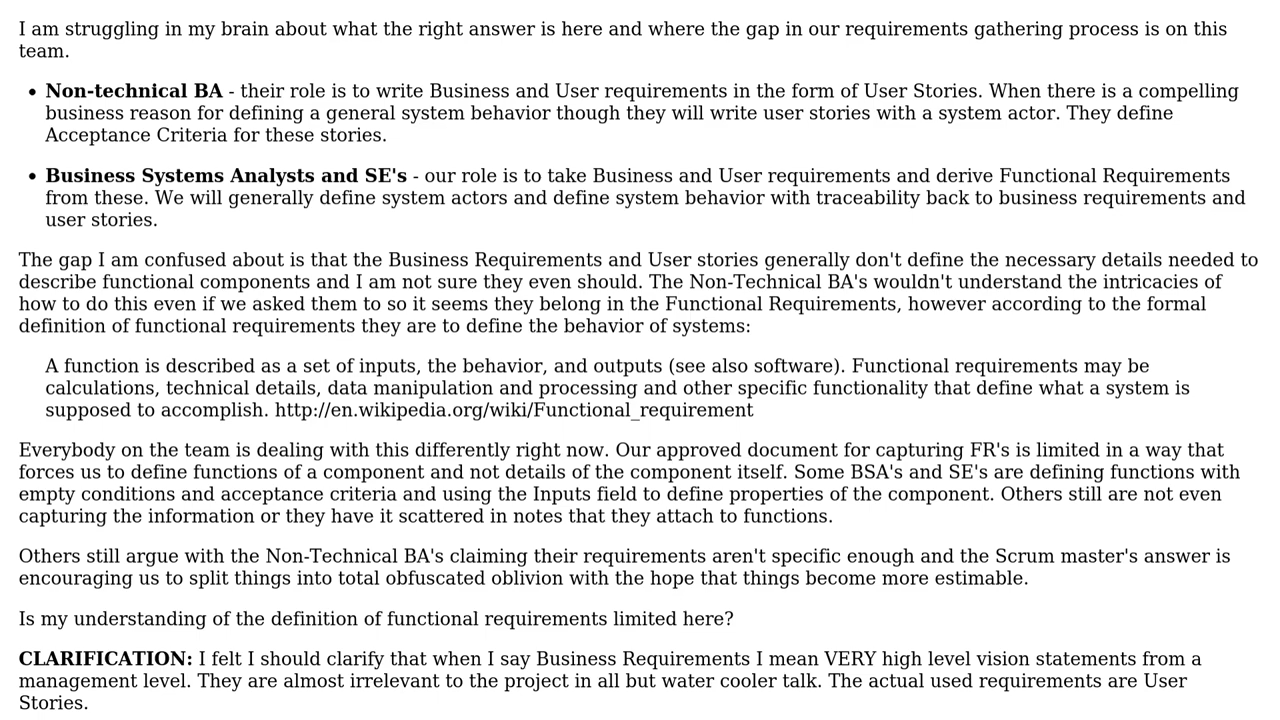 I am struggling in my brain about what the right answer is here and where the gap in our requirements gathering process is on this
team.
• Non-technical BA - their role is to write Business and User requirements in the form of User Stories. When there is a compelling
business reason for defining a general system behavior though they will write user stories with a system actor. They define
Acceptance Criteria for these stories.
• Business Systems Analysts and SE's - our role is to take Business and User requirements and derive Functional Requirements
from these. We will generally define system actors and define system behavior with traceability back to business requirements and
user stories.
The gap I am confused about is that the Business Requirements and User stories generally don't define the necessary details needed to
describe functional components and I am not sure they even should. The Non-Technical BA's wouldn't understand the intricacies of
how to do this even if we asked them to so it seems they belong in the Functional Requirements, however according to the formal
definition of functional requirements they are to define the behavior of systems:
A function is described as a set of inputs, the behavior, and outputs (see also software). Functional requirements may be
calculations, technical details, data manipulation and processing and other specific functionality that define what a system is
supposed to accomplish. http://en.wikipedia.org/wiki/Functional_requirement
Everybody on the team is dealing with this differently right now. Our approved document for capturing FR's is limited in a way that
forces us to define functions of a component and not details of the component itself. Some BSA's and SE's are defining functions with
empty conditions and acceptance criteria and using the Inputs field to define properties of the component. Others still are not even
capturing the information or they have it scattered in notes that they attach to functions.
Others still argue with the Non-Technical BA's claiming their requirements aren't specific enough and the Scrum master's answer is
encouraging us to split things into total obfuscated oblivion with the hope that things become more estimable.
Is my understanding of the definition of functional requirements limited here?
CLARIFICATION: I felt I should clarify that when I say Business Requirements I mean VERY high level vision statements from a
management level. They are almost irrelevant to the project in all but water cooler talk. The actual used requirements are User
Stories.